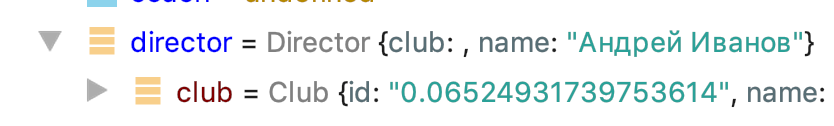 director = Director {club: , name: "Андрей Иванов"}
club = Club {id: "0.06524931739753614", name: